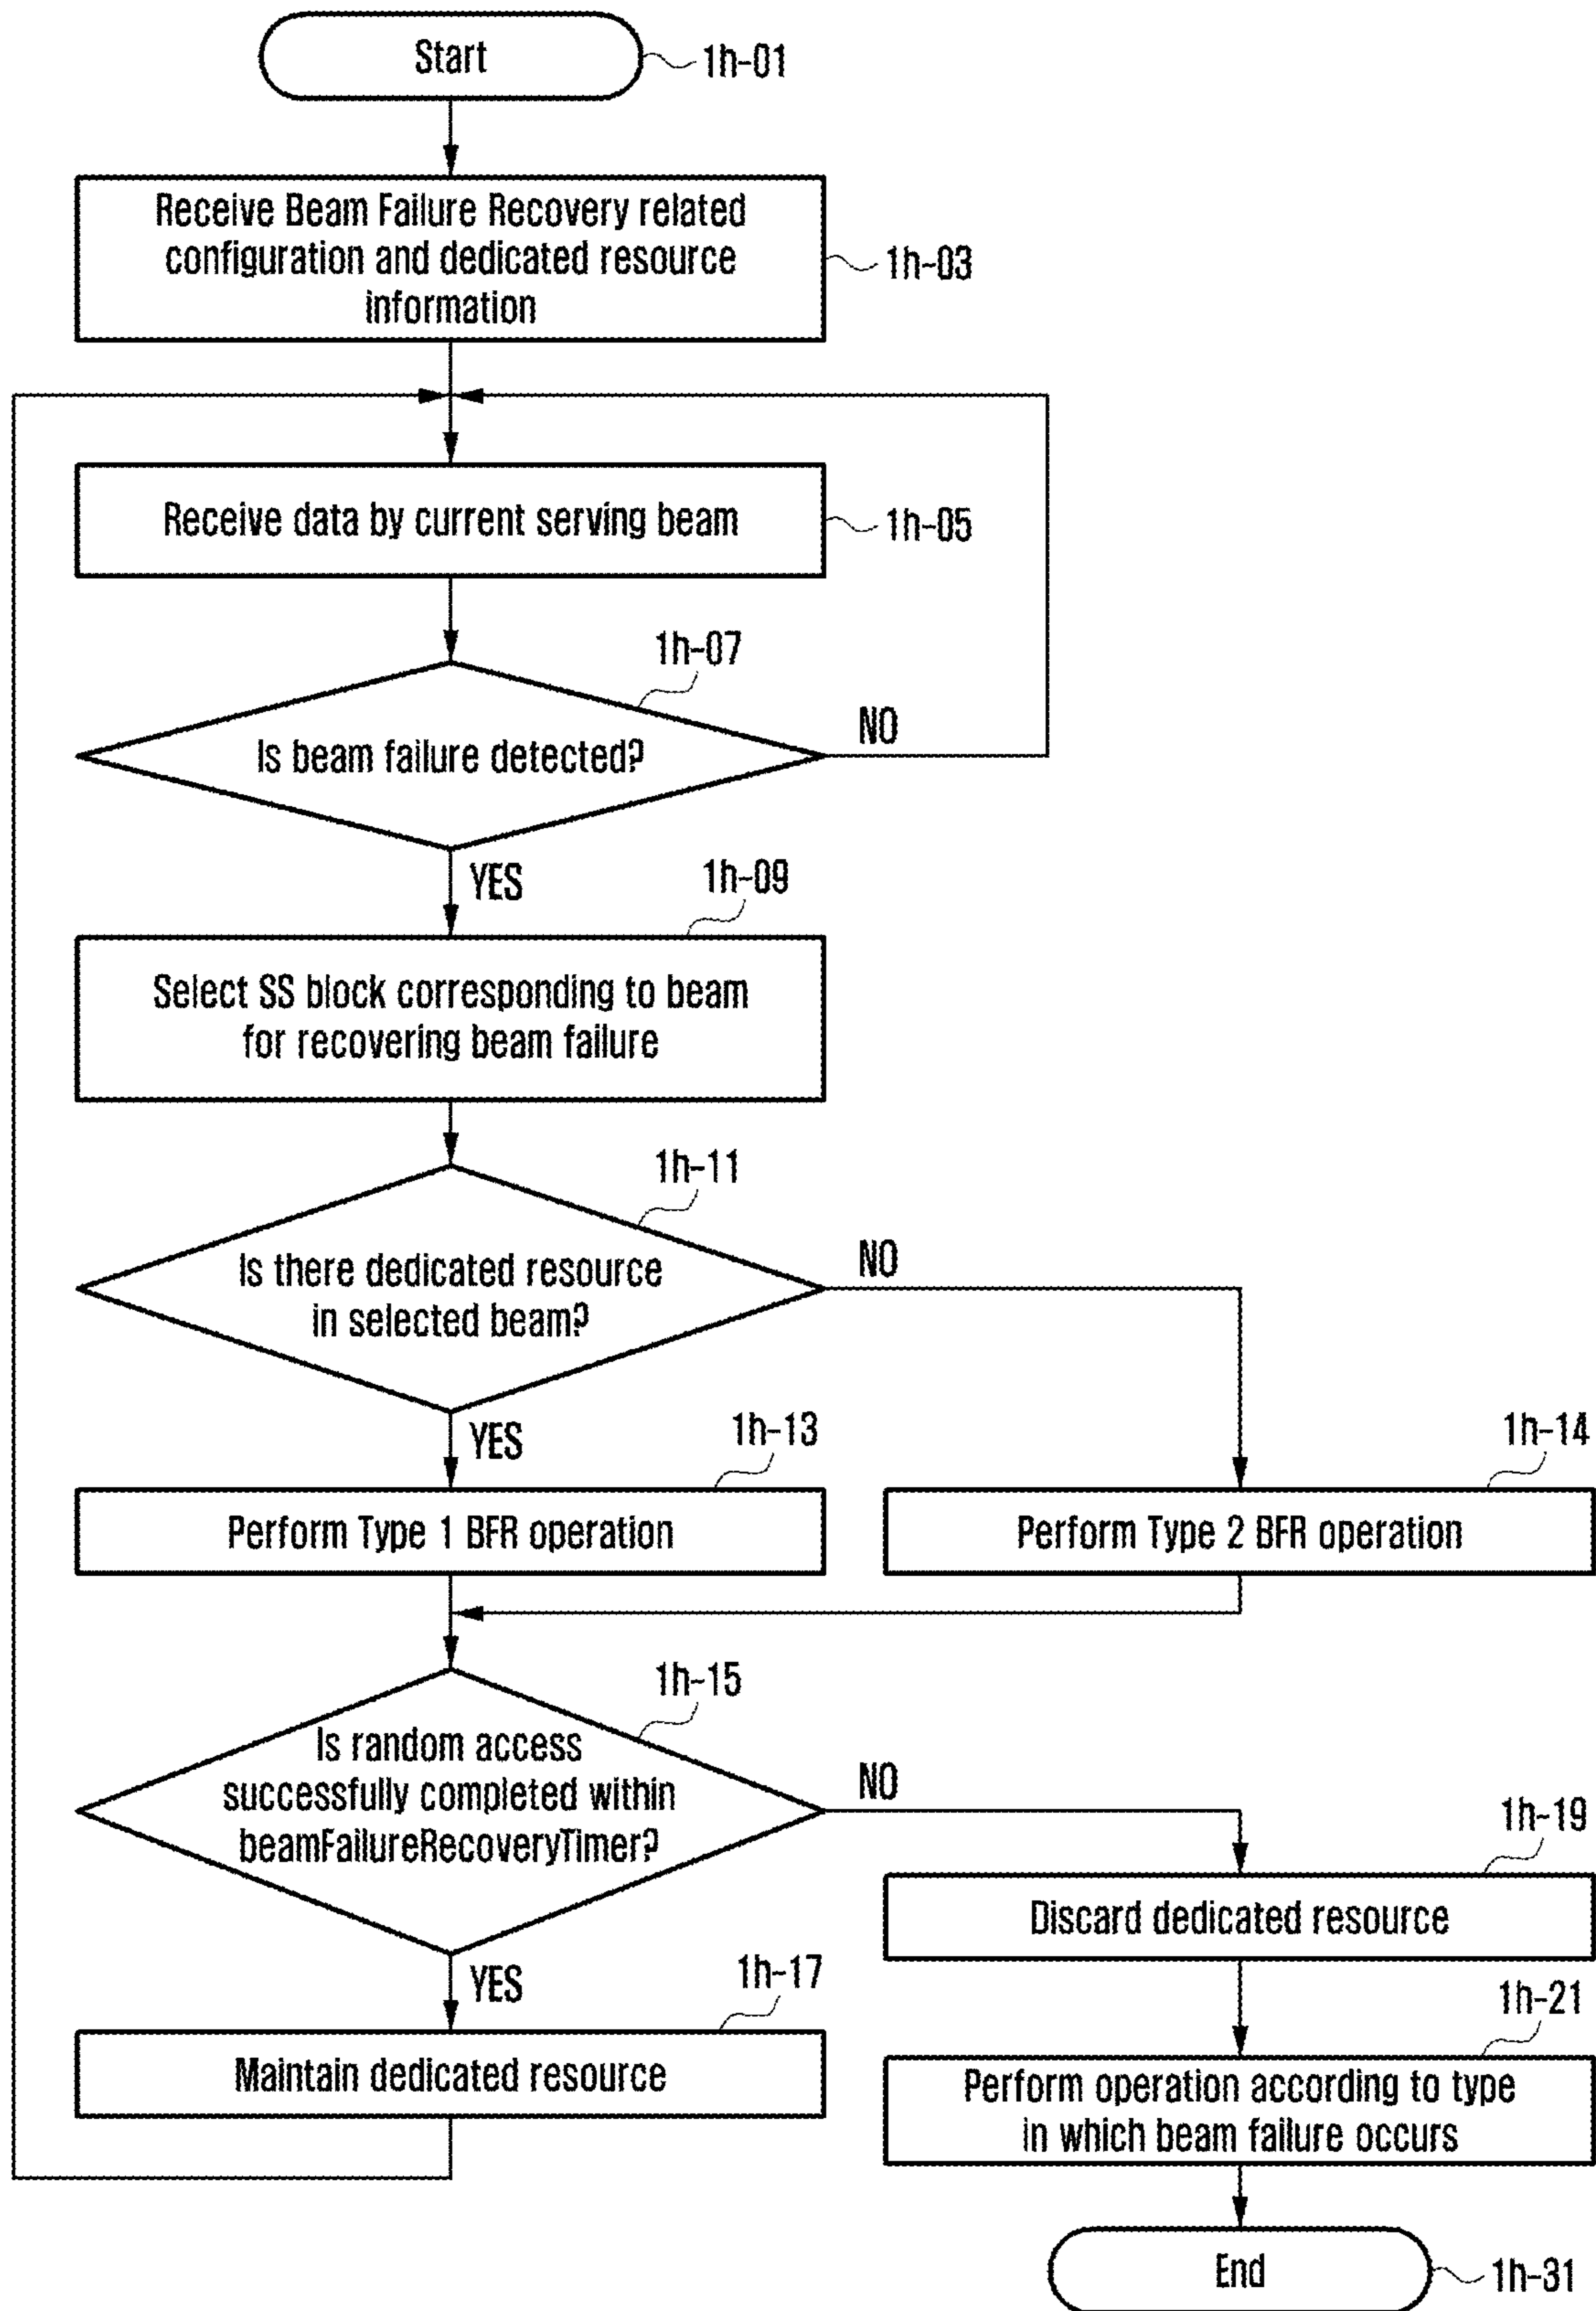 Start
1h-01
Receive Beam Failure Recovery related
configuration and dedicated resource
information
1h-03
Receive data by current serving beam
1h-05
1h-07
Is beam failure detected?
NO
YES
1h-09
Select SS block corresponding to beam
for recovering beam failure
1h-11
Is there dedicated resource
in selected beam?
NO
YES
1h-13
Perform Type 1 BFR operation
1h-14
Perform Type 2 BFR operation
1h-15
Is random access
successfully completed within
beamFailureRecoveryTimer?
NO
YES
1h-19
Discard dedicated resource
1h-17
Maintain dedicated resource
1h-21
Perform operation according to type
in which beam failure occurs
End
1h-31